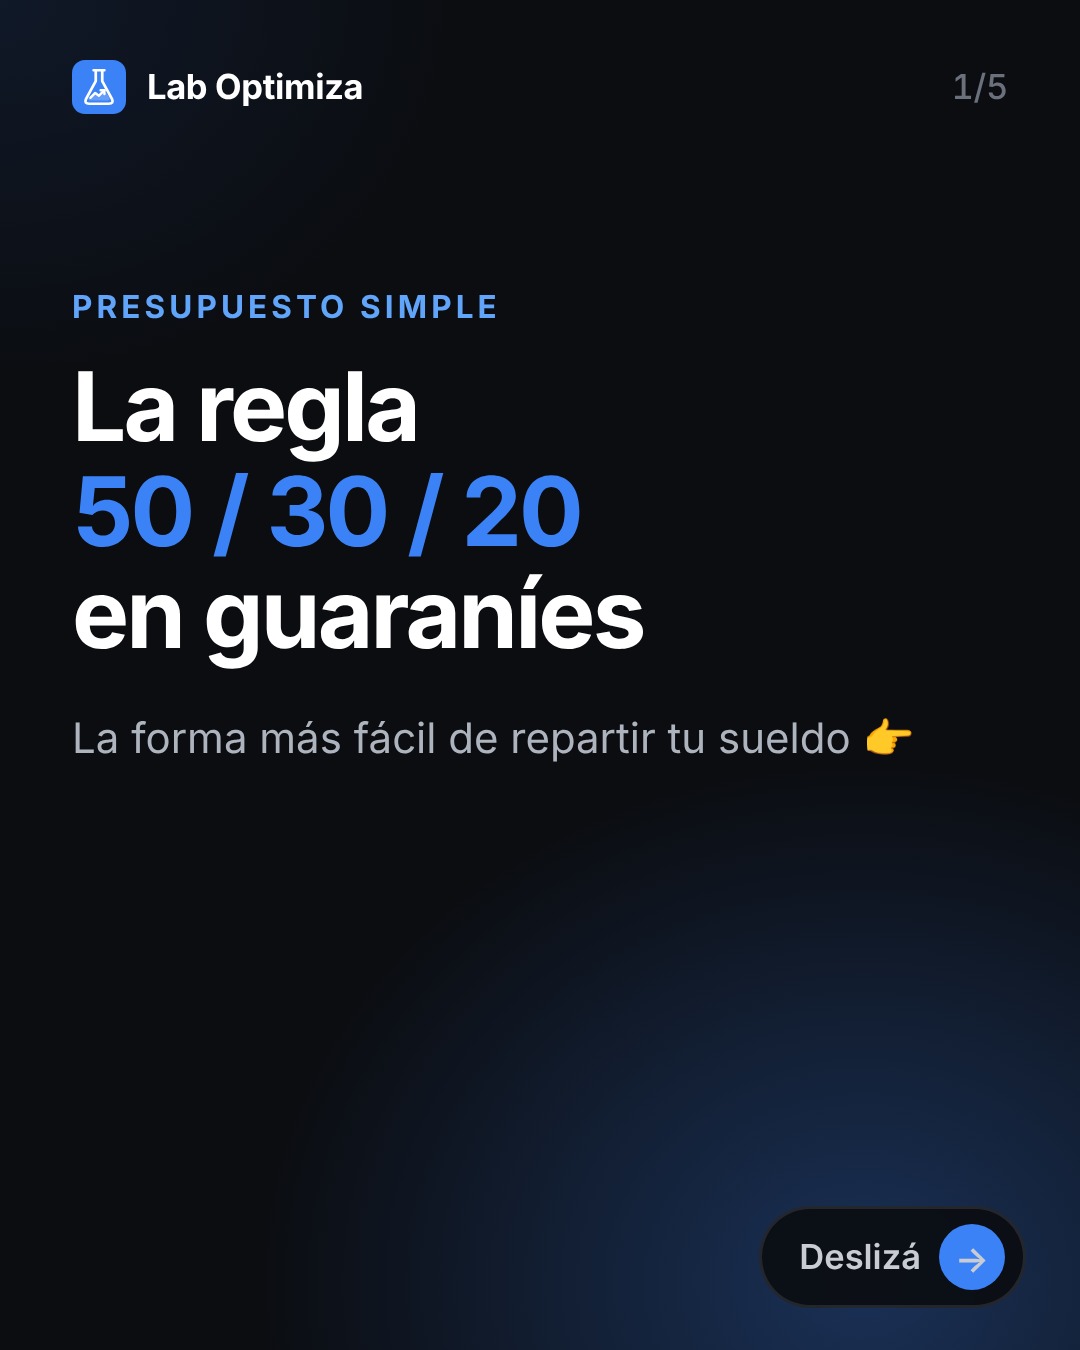 Lab Optimiza
1/5
PRESUPUESTO SIMPLE
La regla
50 / 30 / 20
en guaraníes
La forma más fácil de repartir tu sueldo 👉
Deslizá →